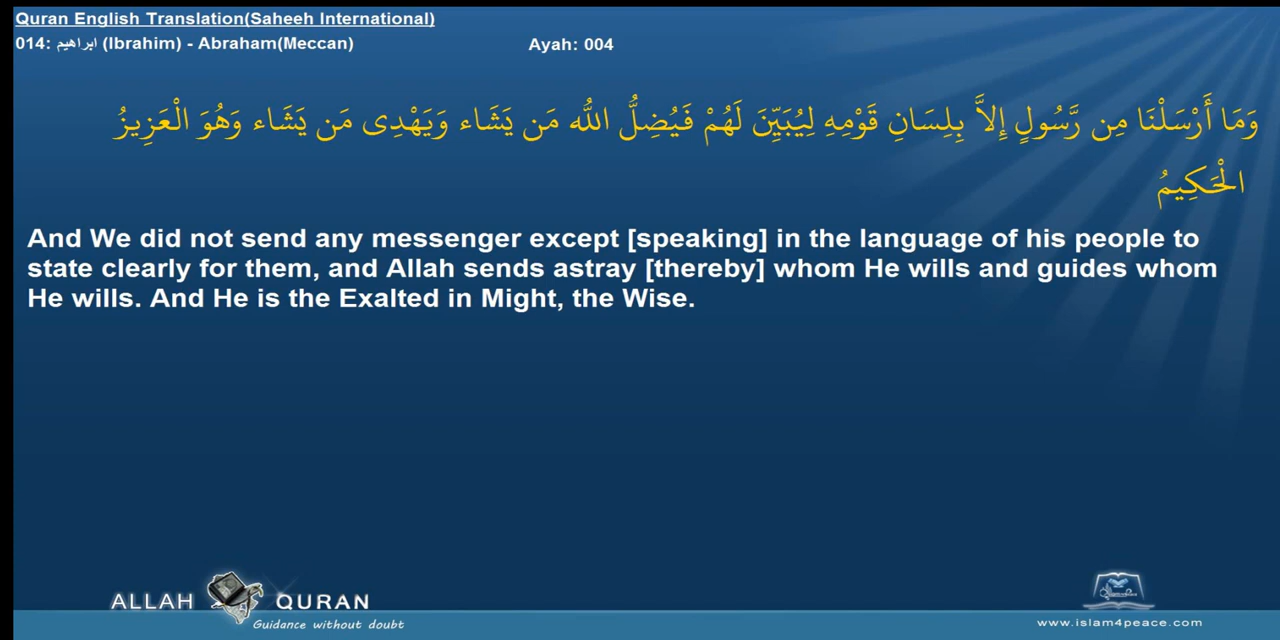 Quran English Translation(Saheeh International)
014: ابراهيم (Ibrahim) - Abraham(Meccan)
Ayah: 004
وَمَا أَرْسَلْنَا مِن رَّسُولٍ إِلاَّ بِلِسَانِ قَوْمِهِ لِيُبَيِّنَ لَهُمْ فَيُضِلُّ اللّٰهُ مَن يَشَاء وَيَهْدِى مَن يَشَاء وَهُوَ الْعَزِيزُ
الْحَكِيمُ
And We did not send any messenger except [speaking] in the language of his people to
state clearly for them, and Allah sends astray [thereby] whom He wills and guides whom
He wills. And He is the Exalted in Might, the Wise.
ALLAH QURAN
Guidance without doubt
www.islam4peace.com